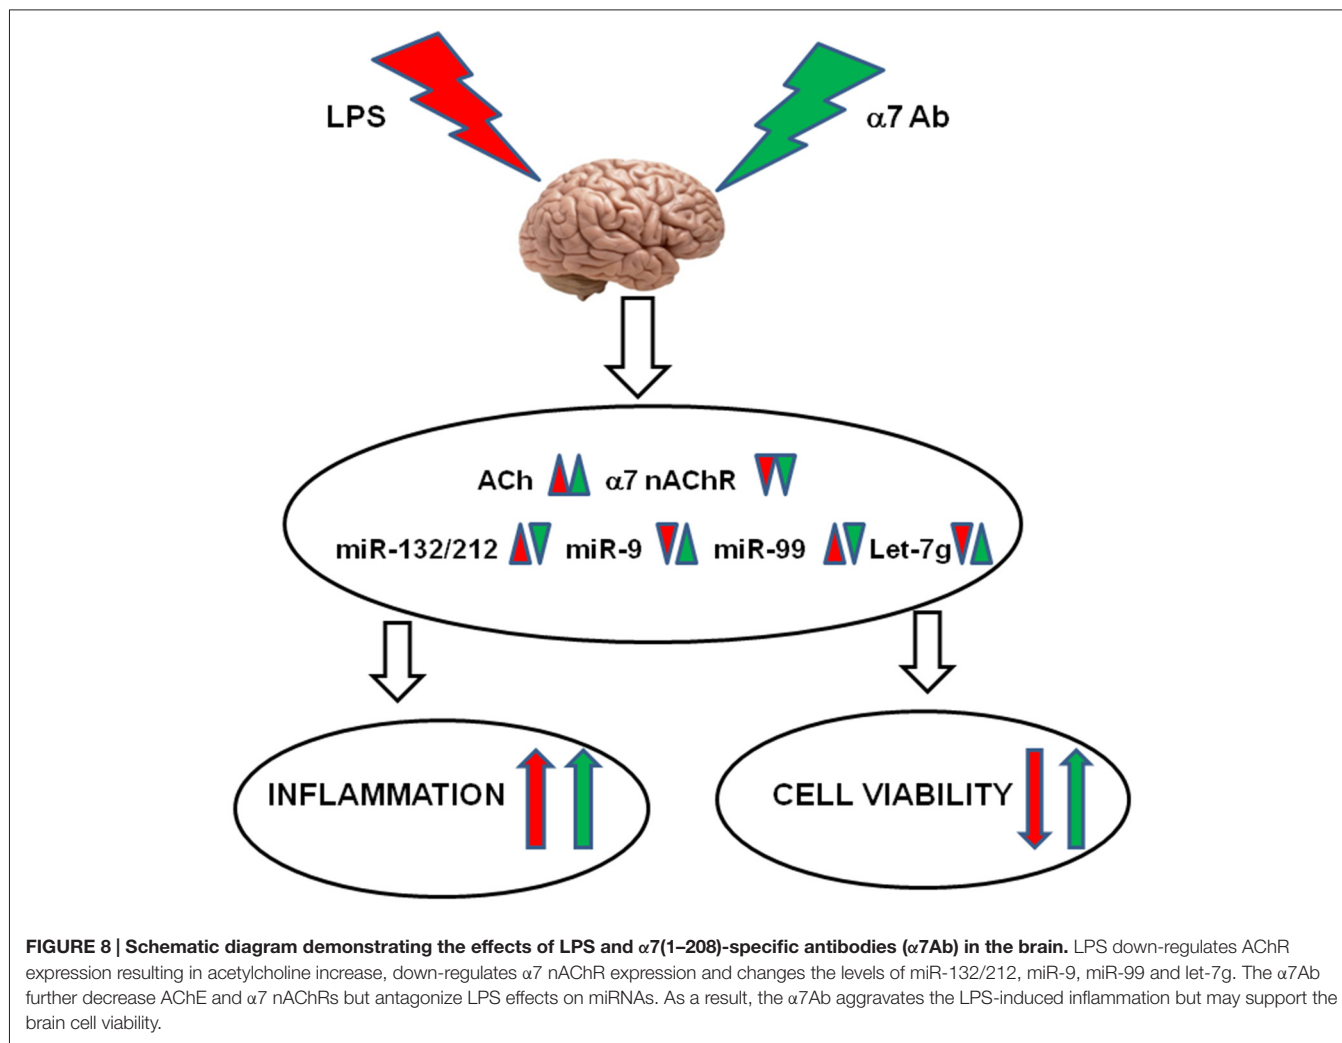 LPS
α7 Ab
ACh α7 nAChR
miR-132/212 miR-9 miR-99 Let-7g
INFLAMMATION
CELL VIABILITY
FIGURE 8 | Schematic diagram demonstrating the effects of LPS and α7(1–208)-specific antibodies (α7Ab) in the brain. LPS down-regulates AChR
expression resulting in acetylcholine increase, down-regulates α7 nAChR expression and changes the levels of miR-132/212, miR-9, miR-99 and let-7g. The α7Ab
further decrease AChE and α7 nAChRs but antagonize LPS effects on miRNAs. As a result, the α7Ab aggravates the LPS-induced inflammation but may support the
brain cell viability.